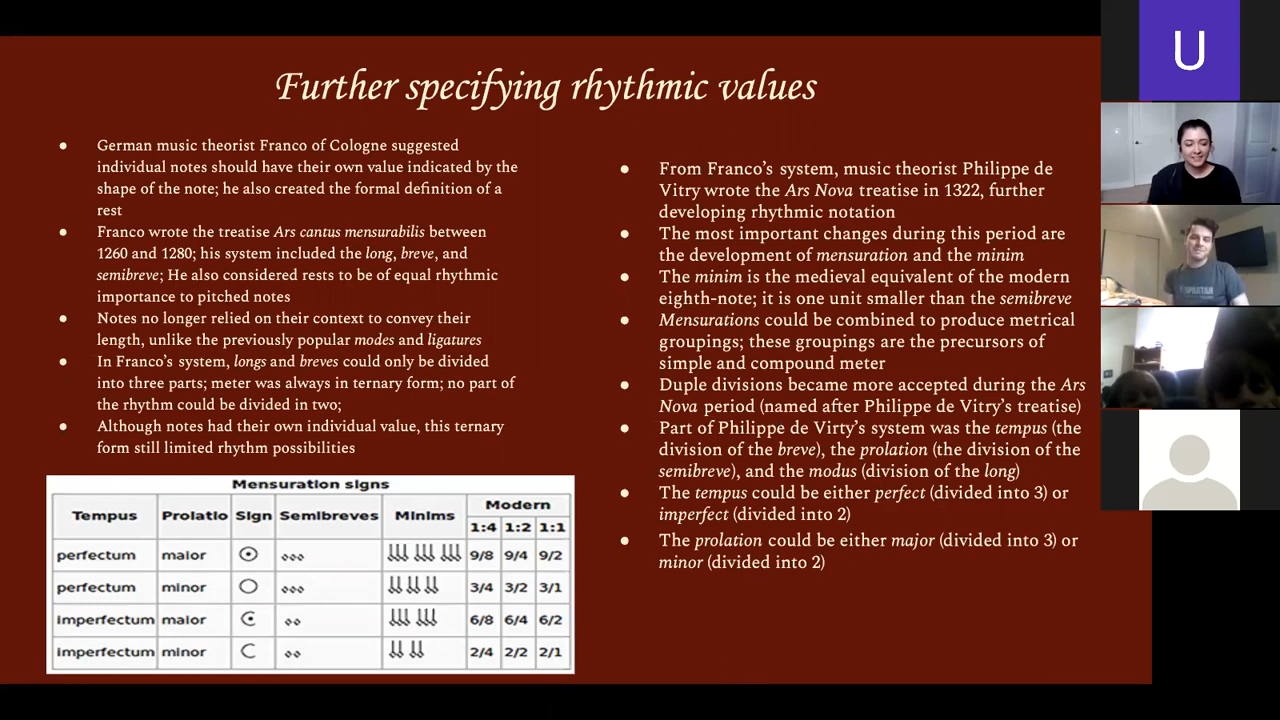 Further specifying rhythmic values
● German music theorist Franco of Cologne suggested
individual notes should have their own value indicated by the
shape of the note; he also created the formal definition of a
rest
● Franco wrote the treatise Ars cantus mensurabilis between
1260 and 1280; his system included the long, breve, and
semibreve; He also considered rests to be of equal rhythmic
importance to pitched notes
● Notes no longer relied on their context to convey their
length, unlike the previously popular modes and ligatures
● In Franco's system, longs and breves could only be divided
into three parts; meter was always in ternary form; no part of
the rhythm could be divided in two;
● Although notes had their own individual value, this ternary
form still limited rhythm possibilities
Mensuration signs
Tempus Prolatio Sign Semibreves Minims Modern
1:4 1:2 1:1
perfectum maior 9/8 9/4 9/2
perfectum minor 3/4 3/2 3/1
imperfectum maior 6/8 6/4 6/2
imperfectum minor 2/4 2/2 2/1
● From Franco's system, music theorist Philippe de
Vitry wrote the Ars Nova treatise in 1322, further
developing rhythmic notation
● The most important changes during this period are
the development of mensuration and the minim
● The minim is the medieval equivalent of the modern
eighth-note; it is one unit smaller than the semibreve
● Mensurations could be combined to produce metrical
groupings; these groupings are the precursors of
simple and compound meter
● Duple divisions became more accepted during the Ars
Nova period (named after Philippe de Vitry's treatise)
● Part of Philippe de Virty's system was the tempus (the
division of the breve), the prolation (the division of the
semibreve), and the modus (division of the long)
● The tempus could be either perfect (divided into 3) or
imperfect (divided into 2)
● The prolation could be either major (divided into 3) or
minor (divided into 2)
U